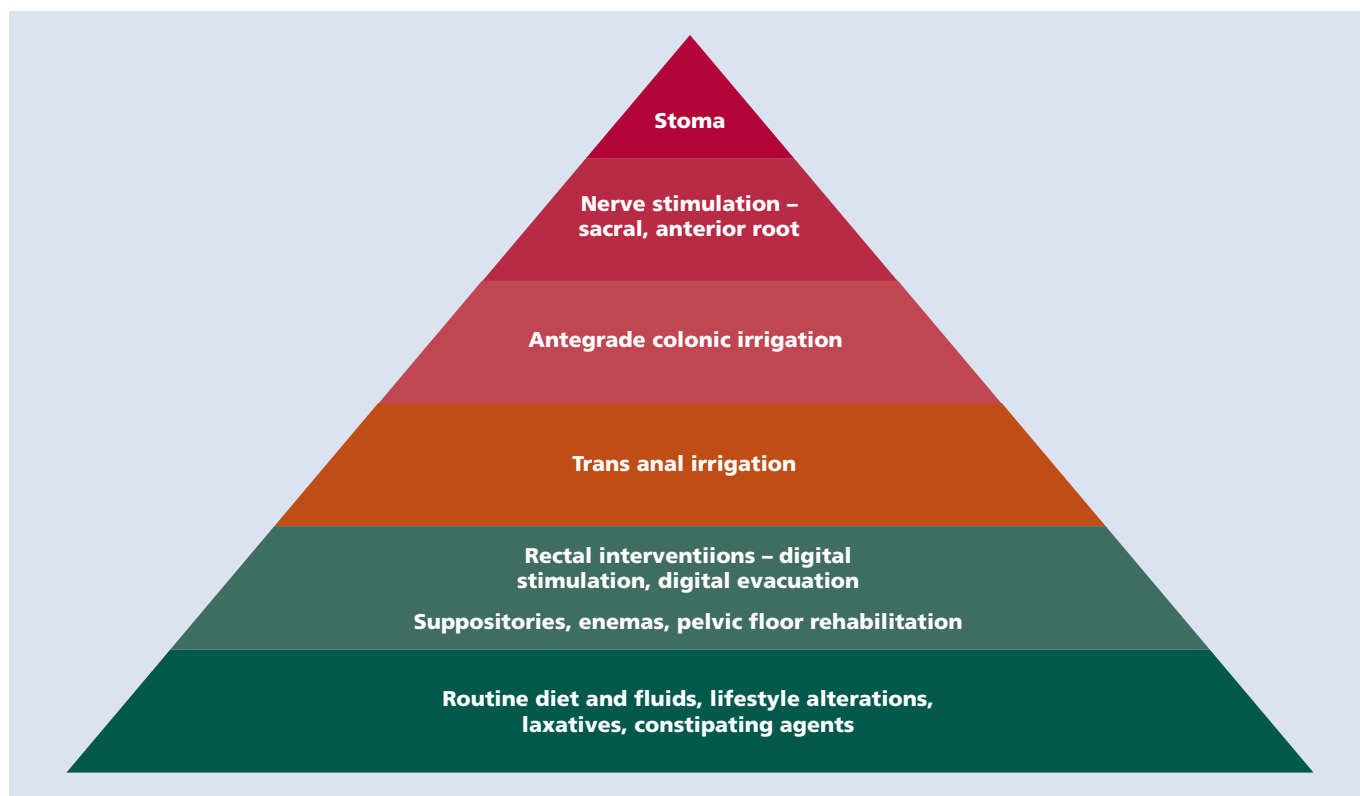 Stoma
Nerve stimulation –
sacral, anterior root
Antegrade colonic irrigation
Trans anal irrigation
Rectal interventiions – digital
stimulation, digital evacuation
Suppositories, enemas, pelvic floor rehabilitation
Routine diet and fluids, lifestyle alterations,
laxatives, constipating agents